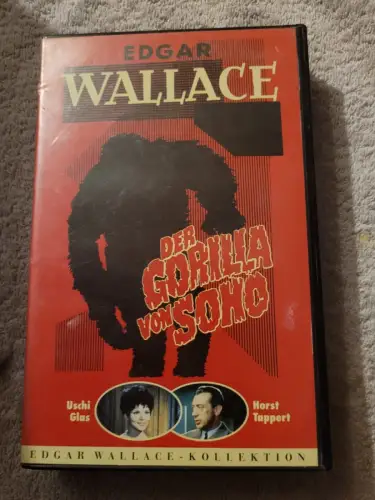 EDGAR
WALLACE
DER
GORILLA
VON SOHO
Uschi
Glas
Horst
Tappert
EDGAR WALLACE-KOLLEKTION